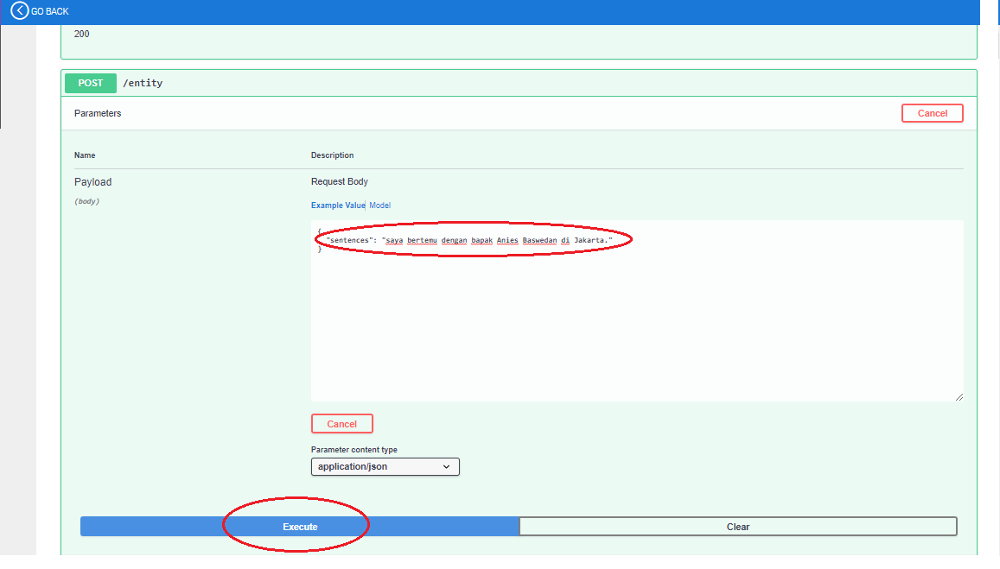 GO BACK
200
POST /entity
Parameters Cancel
Name Description
Payload Request Body
(body)
Example Value Model
{
"sentences": "saya bertemu dengan bapak Anies Baswedan di Jakarta."
}
Cancel
Parameter content type
application/json
Execute Clear